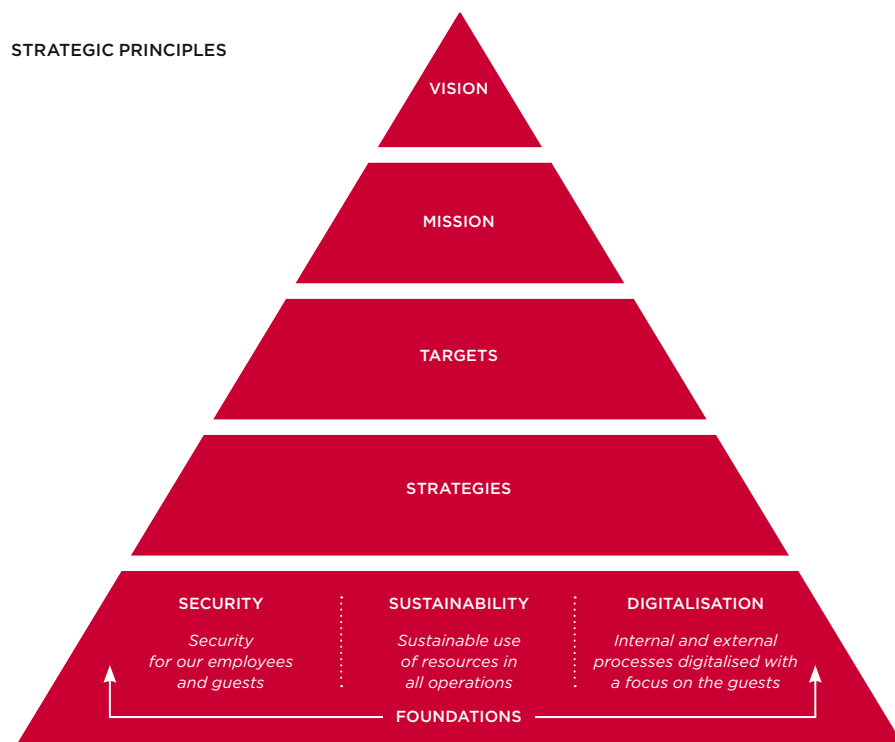 STRATEGIC PRINCIPLES
VISION
MISSION
TARGETS
STRATEGIES
SECURITY
Security
for our employees
and guests
SUSTAINABILITY
Sustainable use
of resources in
all operations
DIGITALISATION
Internal and external
processes digitalised with
a focus on the guests
FOUNDATIONS